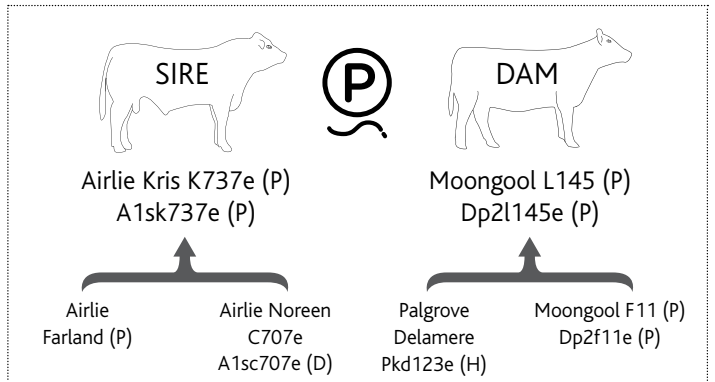 SIRE
P
DAM
Airlie Kris K737e (P)
A1sk737e (P)
Moongool L145 (P)
Dp2l145e (P)
Airlie
Farland (P)
Airlie Noreen
C707e
A1sc707e (D)
Palgrove
Delamere
Pkd123e (H)
Moongool F11 (P)
Dp2f11e (P)